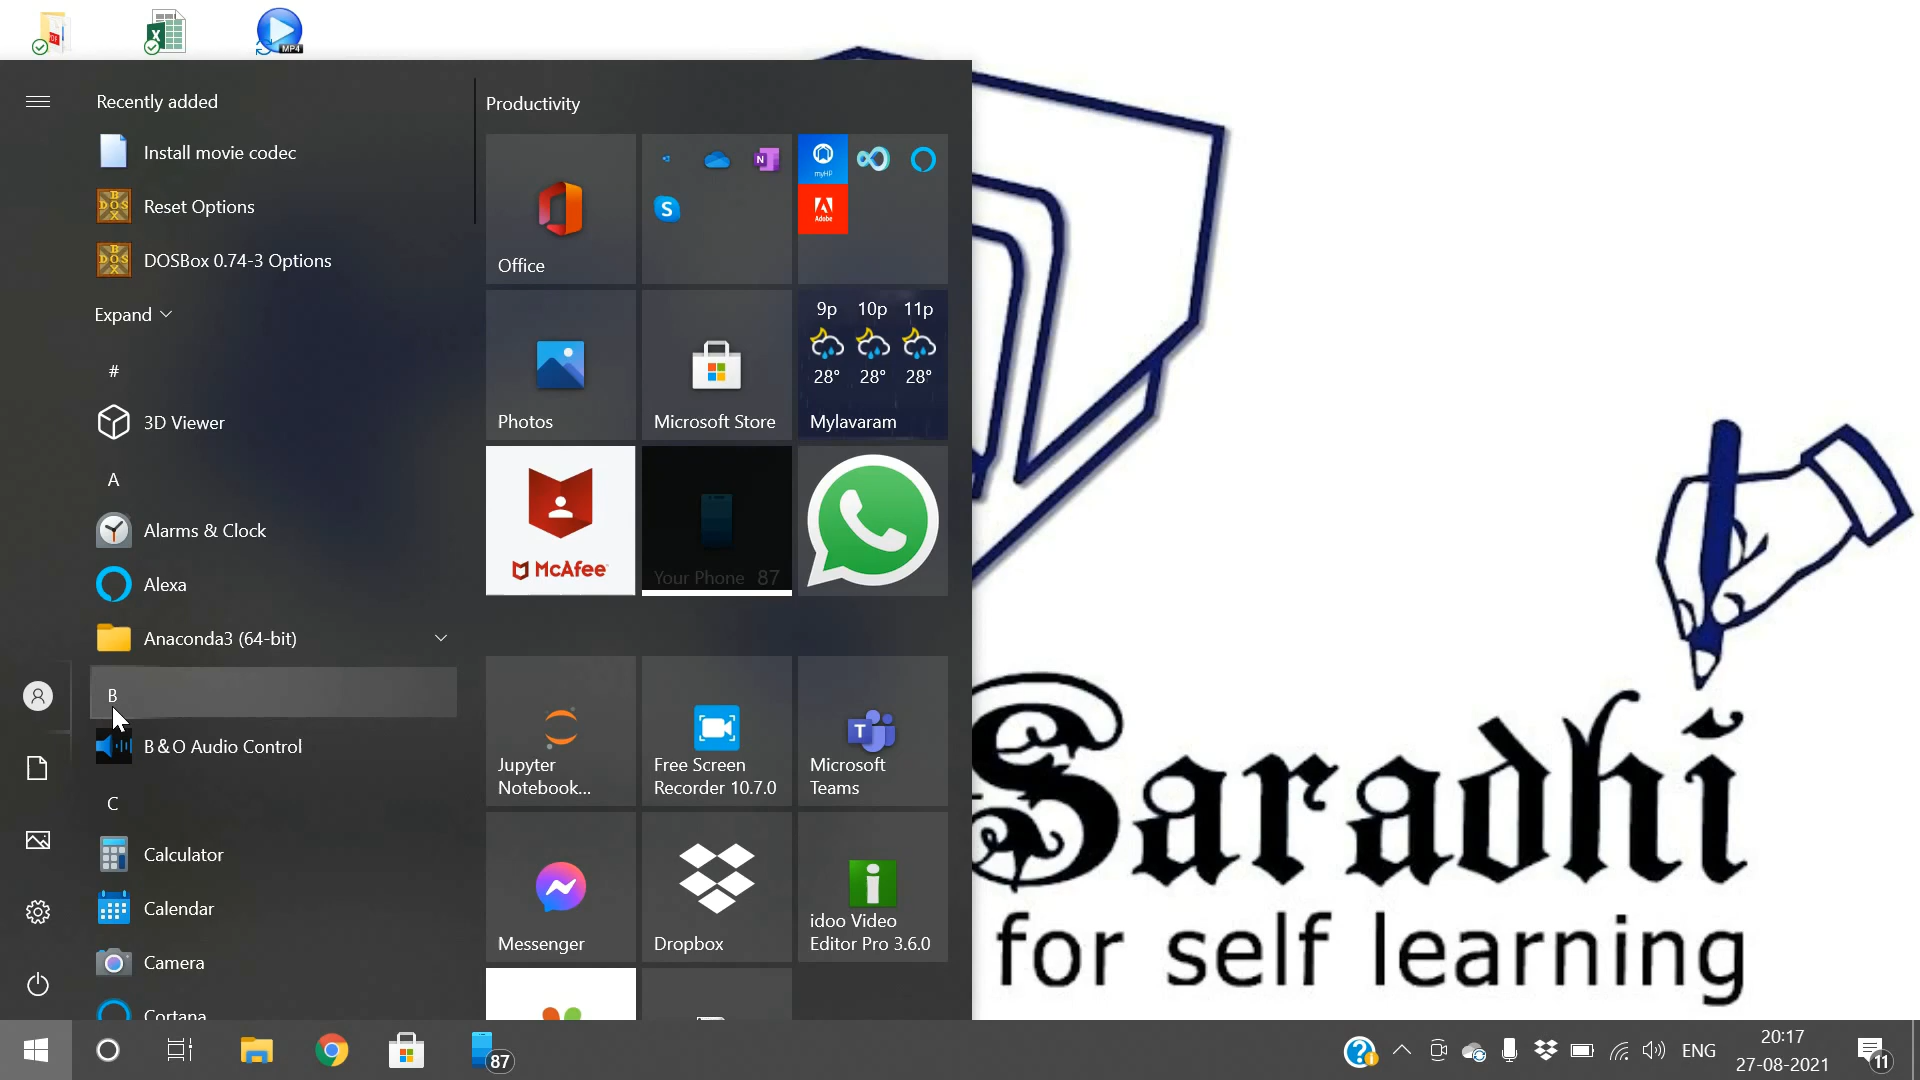 MP4
Recently added
Install movie codec
Reset Options
DOSBox 0.74-3 Options
Expand
#
3D Viewer
A
Alarms & Clock
Alexa
Anaconda3 (64-bit)
B
B&O Audio Control
C
Calculator
Calendar
Camera
Cortana
Productivity
Office
myHP
Adobe
Photos
Microsoft Store
9p 10p 11p
28° 28° 28°
Mylavaram
McAfee
Your Phone 87
Jupyter
Notebook...
Free Screen
Recorder 10.7.0
Microsoft
Teams
Messenger
Dropbox
idoo Video
Editor Pro 3.6.0
Saradhi
for self learning
87
ENG
20:17
27-08-2021
11